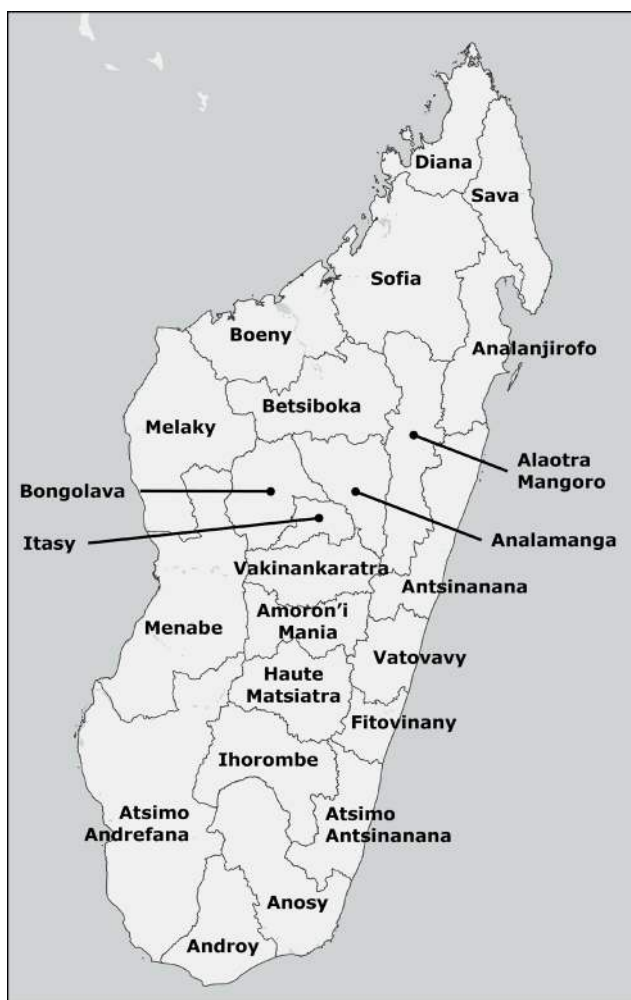 Diana
Sava
Sofia
Boeny
Analanjirofo
Betsiboka
Melaky
Alaotra
Mangoro
Bongolava
Analamanga
Itasy
Vakinankaratra
Antsinanana
Amoron'i
Mania
Menabe
Vatovavy
Haute
Matsiatra
Fitovinany
Ihorombe
Atsimo
Andrefana
Atsimo
Antsinanana
Anosy
Androy